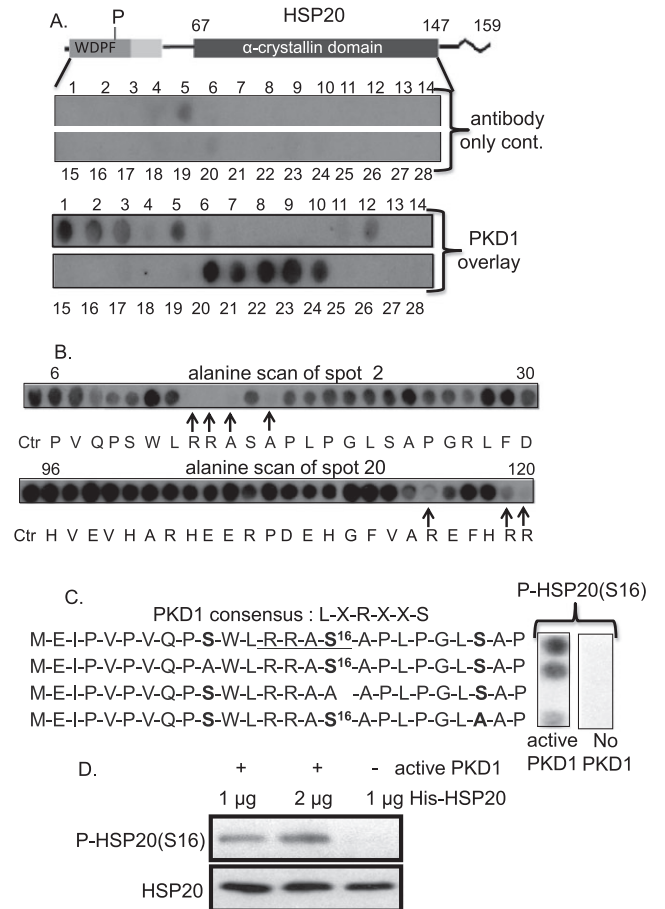 A.
P
67 HSP20 147 159
WDPF α-crystallin domain
1 2 3 4 5 6 7 8 9 10 11 12 13 14
antibody only cont.
15 16 17 18 19 20 21 22 23 24 25 26 27 28
1 2 3 4 5 6 7 8 9 10 11 12 13 14
PKD1 overlay
15 16 17 18 19 20 21 22 23 24 25 26 27 28
B.
6 alanine scan of spot 2 30
Ctr P V Q P S W L R R A S A P L P G L S A P G R L F D
96 alanine scan of spot 20 120
Ctr H V E V H A R H E E R P D E H G F V A R E F H R R
C.
P-HSP20(S16)
PKD1 consensus : L-X-R-X-X-S
M-E-I-P-V-P-V-Q-P-S-W-L-R-R-A-S16-A-P-L-P-G-L-S-A-P
M-E-I-P-V-P-V-Q-P-A-W-L-R-R-A-S16-A-P-L-P-G-L-S-A-P
M-E-I-P-V-P-V-Q-P-S-W-L-R-R-A-A -A-P-L-P-G-L-S-A-P
M-E-I-P-V-P-V-Q-P-S-W-L-R-R-A-S16-A-P-L-P-G-L-A-A-P
active PKD1 No PKD1
D.
+ + - active PKD1
1 µg 2 µg 1 µg His-HSP20
P-HSP20(S16)
HSP20